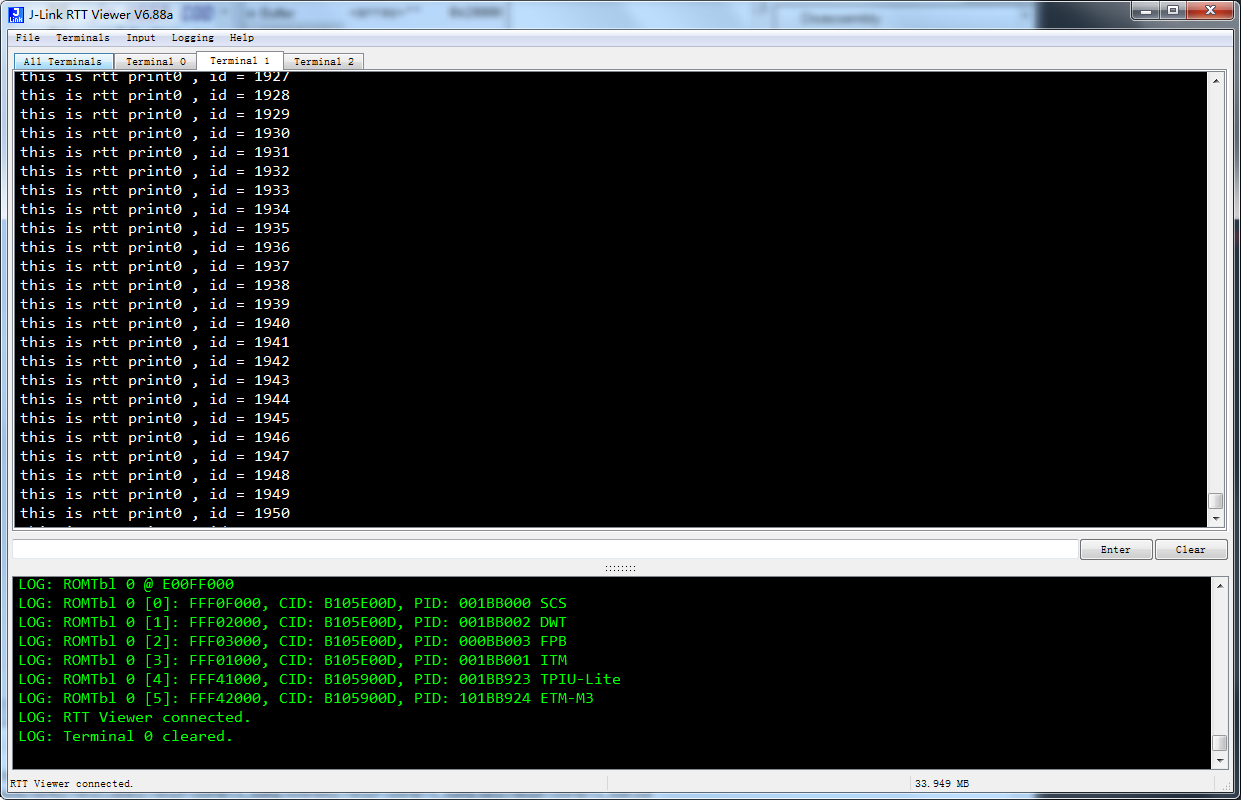 J-Link RTT Viewer V6.88a
File Terminals Input Logging Help
All Terminals Terminal 0 Terminal 1 Terminal 2
this is rtt print0 , id = 1927
this is rtt print0 , id = 1928
this is rtt print0 , id = 1929
this is rtt print0 , id = 1930
this is rtt print0 , id = 1931
this is rtt print0 , id = 1932
this is rtt print0 , id = 1933
this is rtt print0 , id = 1934
this is rtt print0 , id = 1935
this is rtt print0 , id = 1936
this is rtt print0 , id = 1937
this is rtt print0 , id = 1938
this is rtt print0 , id = 1939
this is rtt print0 , id = 1940
this is rtt print0 , id = 1941
this is rtt print0 , id = 1942
this is rtt print0 , id = 1943
this is rtt print0 , id = 1944
this is rtt print0 , id = 1945
this is rtt print0 , id = 1946
this is rtt print0 , id = 1947
this is rtt print0 , id = 1948
this is rtt print0 , id = 1949
this is rtt print0 , id = 1950
Enter Clear
LOG: ROMTbl 0 @ E00FF000
LOG: ROMTbl 0 [0]: FFF0F000, CID: B105E00D, PID: 001BB000 SCS
LOG: ROMTbl 0 [1]: FFF02000, CID: B105E00D, PID: 001BB002 DWT
LOG: ROMTbl 0 [2]: FFF03000, CID: B105E00D, PID: 000BB003 FPB
LOG: ROMTbl 0 [3]: FFF01000, CID: B105E00D, PID: 001BB001 ITM
LOG: ROMTbl 0 [4]: FFF41000, CID: B105900D, PID: 001BB923 TPIU-Lite
LOG: ROMTbl 0 [5]: FFF42000, CID: B105900D, PID: 101BB924 ETM-M3
LOG: RTT Viewer connected.
LOG: Terminal 0 cleared.
RTT Viewer connected. 33.949 MB